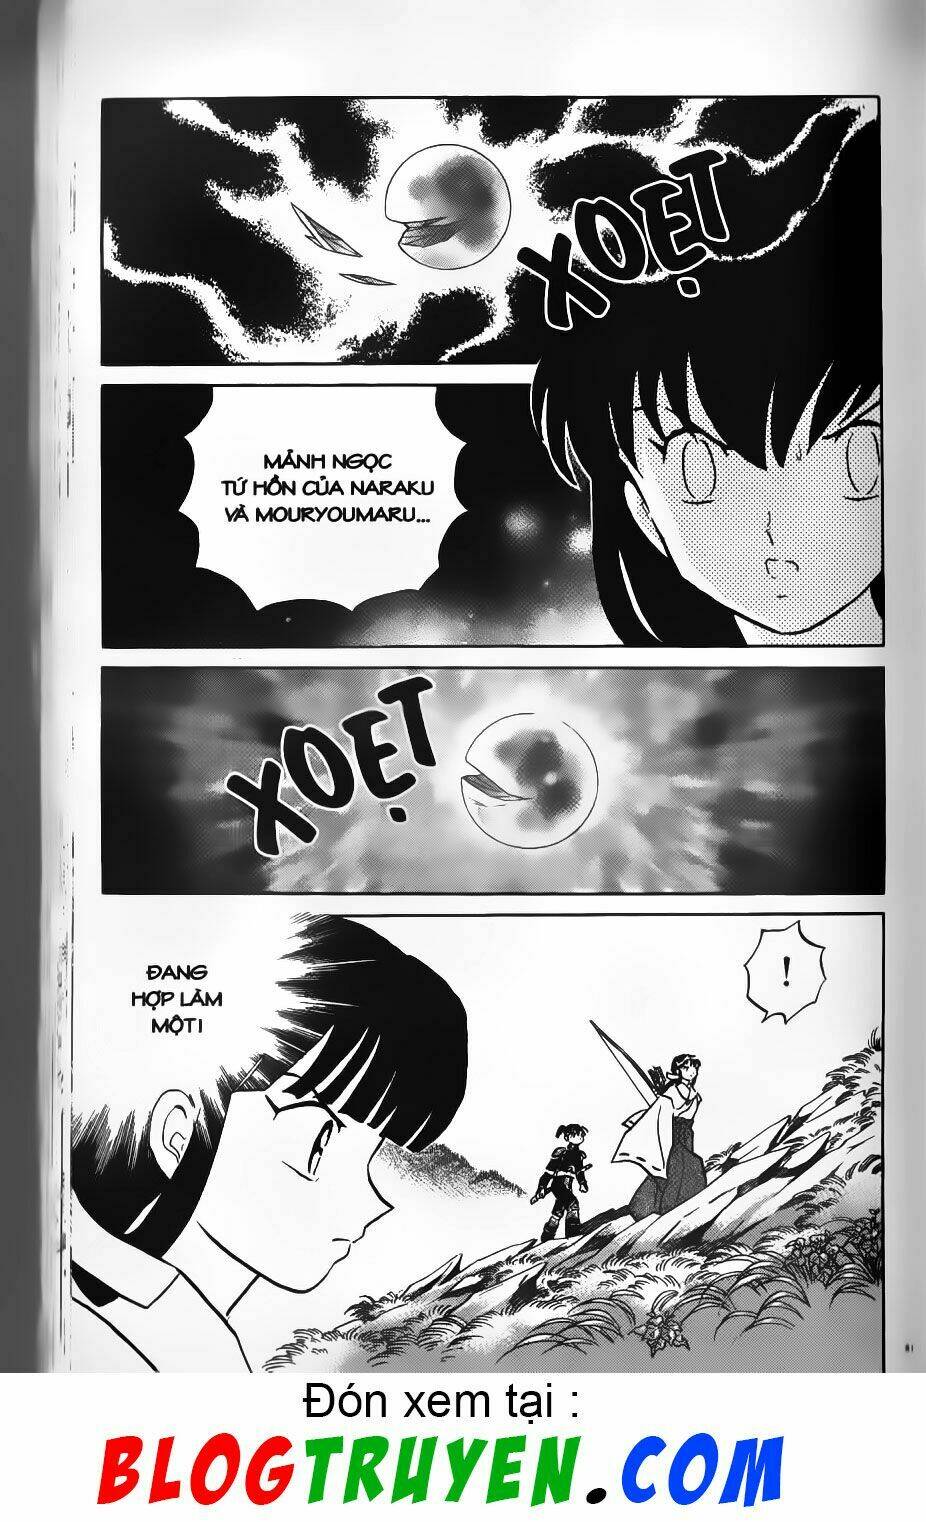 XOẸT
MẢNH NGỌC
TỨ HỒN CỦA NARAKU
VÀ MOURYOUMARU...
XOẸT
!
ĐANG
HỢP LÀM
MỘT!
Đón xem tại :
BLOGTRUYEN.COM